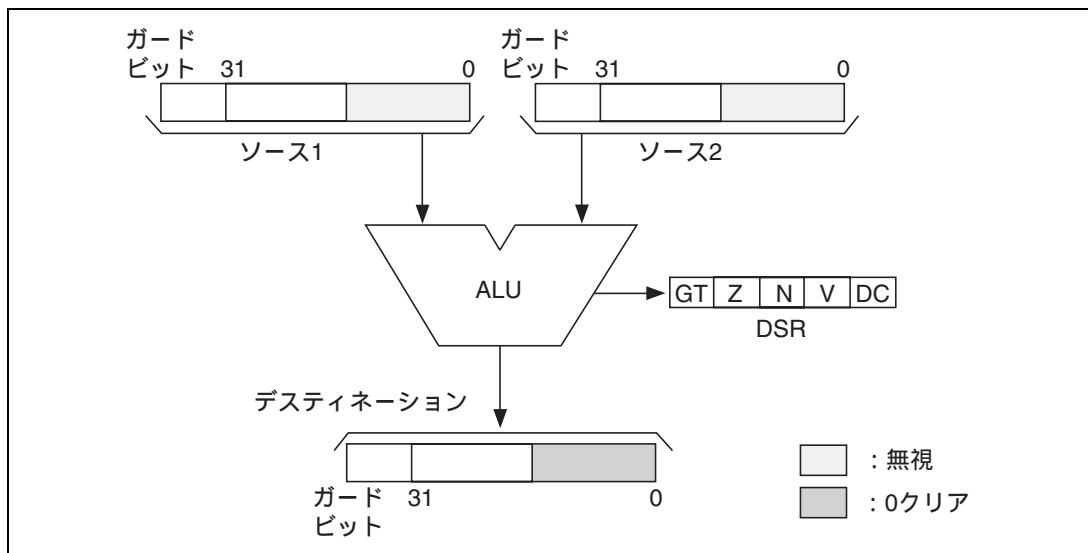 ガード
ビット 31 0
ソース1
ガード
ビット 31 0
ソース2
ALU
GT Z N V DC
DSR
デスティネーション
ガード 31 0
ビット
：無視
：0クリア